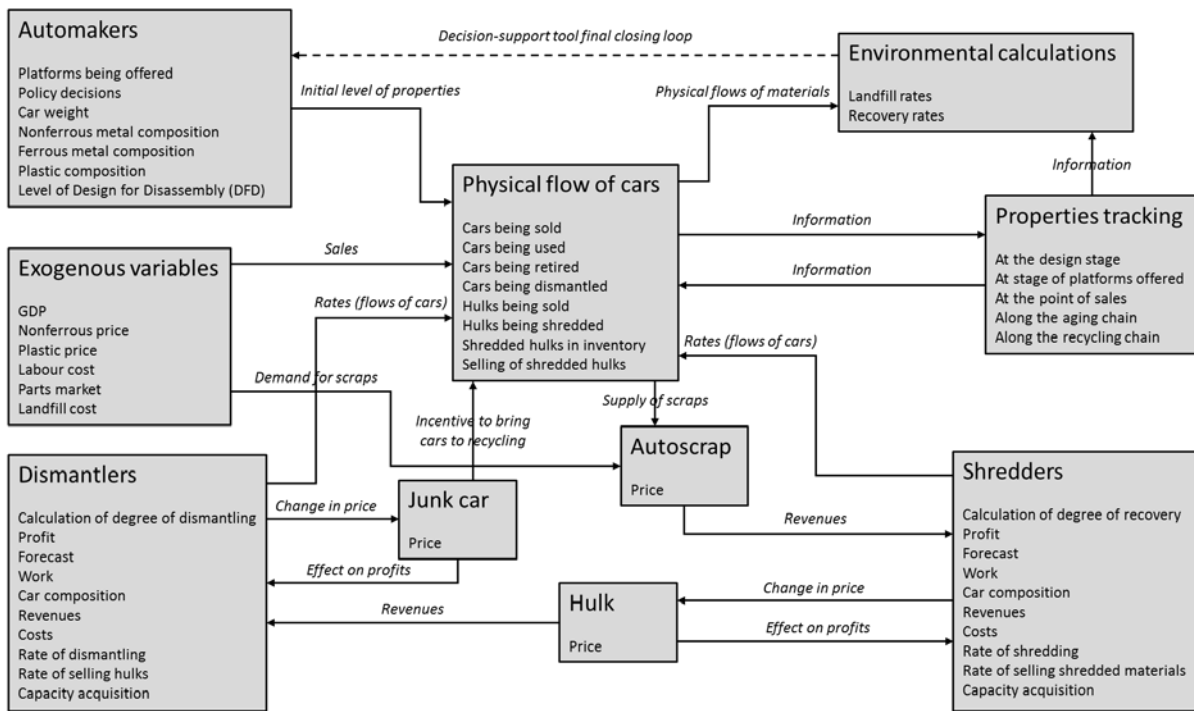 Automakers
Platforms being offered
Policy decisions
Car weight
Nonferrous metal composition
Ferrous metal composition
Plastic composition
Level of Design for Disassembly (DFD)
Decision-support tool final closing loop
Initial level of properties
Physical flows of materials
Environmental calculations
Landfill rates
Recovery rates
Information
Physical flow of cars
Cars being sold
Cars being used
Cars being retired
Cars being dismantled
Hulks being sold
Hulks being shredded
Shredded hulks in inventory
Selling of shredded hulks
Information
Information
Properties tracking
At the design stage
At stage of platforms offered
At the point of sales
Along the aging chain
Along the recycling chain
Exogenous variables
GDP
Nonferrous price
Plastic price
Labour cost
Parts market
Landfill cost
Sales
Rates (flows of cars)
Demand for scraps
Rates (flows of cars)
Incentive to bring
cars to recycling
Supply of scraps
Autoscrap
Price
Dismantlers
Calculation of degree of dismantling
Profit
Forecast
Work
Car composition
Revenues
Costs
Rate of dismantling
Rate of selling hulks
Capacity acquisition
Change in price
Junk car
Price
Effect on profits
Revenues
Revenues
Hulk
Price
Change in price
Effect on profits
Shredders
Calculation of degree of recovery
Profit
Forecast
Work
Car composition
Revenues
Costs
Rate of shredding
Rate of selling shredded materials
Capacity acquisition